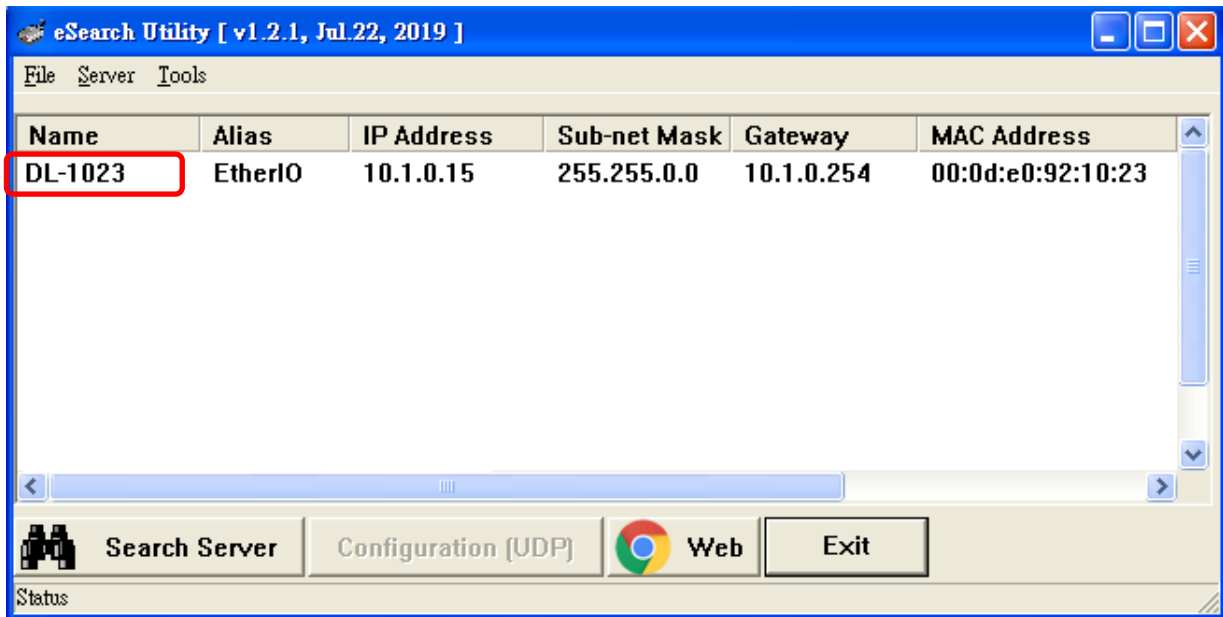 eSearch Utility [ v1.2.1, Jul.22, 2019 ]
File Server Tools
Name Alias IP Address Sub-net Mask Gateway MAC Address
DL-1023 EtherIO 10.1.0.15 255.255.0.0 10.1.0.254 00:0d:e0:92:10:23
Search Server Configuration (UDP) Web Exit
Status